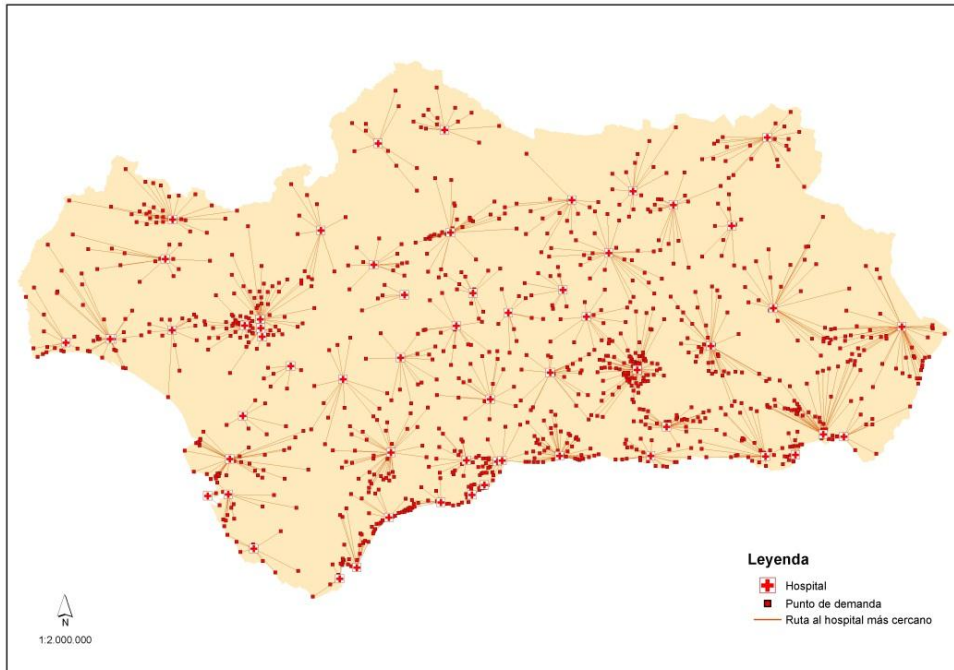 Leyenda
Hospital
Punto de demanda
Ruta al hospital más cercano
N
1:2.000.000